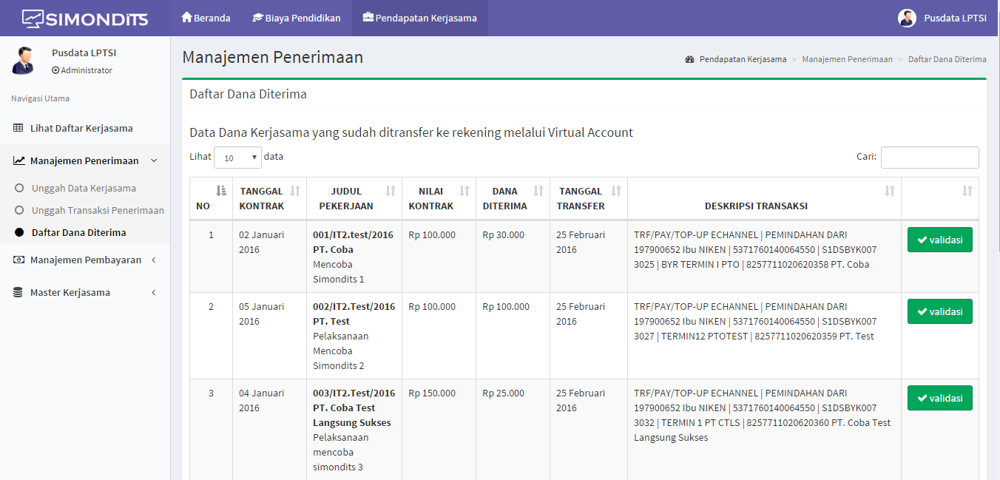 SIMONDITS
Beranda
Biaya Pendidikan
Pendapatan Kerjasama
Pusdata LPTSI
Pusdata LPTSI
Administrator
Navigasi Utama
Lihat Daftar Kerjasama
Manajemen Penerimaan
Unggah Data Kerjasama
Unggah Transaksi Penerimaan
Daftar Dana Diterima
Manajemen Pembayaran
Master Kerjasama
Manajemen Penerimaan
Pendapatan Kerjasama > Manajemen Penerimaan > Daftar Dana Diterima
Daftar Dana Diterima
Data Dana Kerjasama yang sudah ditransfer ke rekening melalui Virtual Account
Lihat 10 data
Cari:
NO
TANGGAL
KONTRAK
JUDUL
PEKERJAAN
NILAI
KONTRAK
DANA
DITERIMA
TANGGAL
TRANSFER
DESKRIPSI TRANSAKSI
1
02 Januari
2016
001/IT2.test/2016
PT. Coba
Mencoba
Simondits 1
Rp 100.000
Rp 30.000
25 Februari
2016
TRF/PAY/TOP-UP ECHANNEL | PEMINDAHAN DARI
197900652 Ibu NIKEN | 5371760140064550 | S1DSBYK007
3025 | BYR TERMIN I PTO | 8257711020620358 PT. Coba
validasi
2
05 Januari
2016
002/IT2.Test/2016
PT. Test
Pelaksanaan
Mencoba
Simondits 2
Rp 100.000
Rp 100.000
25 Februari
2016
TRF/PAY/TOP-UP ECHANNEL | PEMINDAHAN DARI
197900652 Ibu NIKEN | 5371760140064550 | S1DSBYK007
3027 | TERMIN12 PTOTEST | 8257711020620359 PT. Test
validasi
3
04 Januari
2016
003/IT2.Test/2016
PT. Coba Test
Langsung Sukses
Pelaksanaan
mencoba
simondits 3
Rp 150.000
Rp 25.000
25 Februari
2016
TRF/PAY/TOP-UP ECHANNEL | PEMINDAHAN DARI
197900652 Ibu NIKEN | 5371760140064550 | S1DSBYK007
3032 | TERMIN 1 PT CTLS | 8257711020620360 PT. Coba Test
Langsung Sukses
validasi